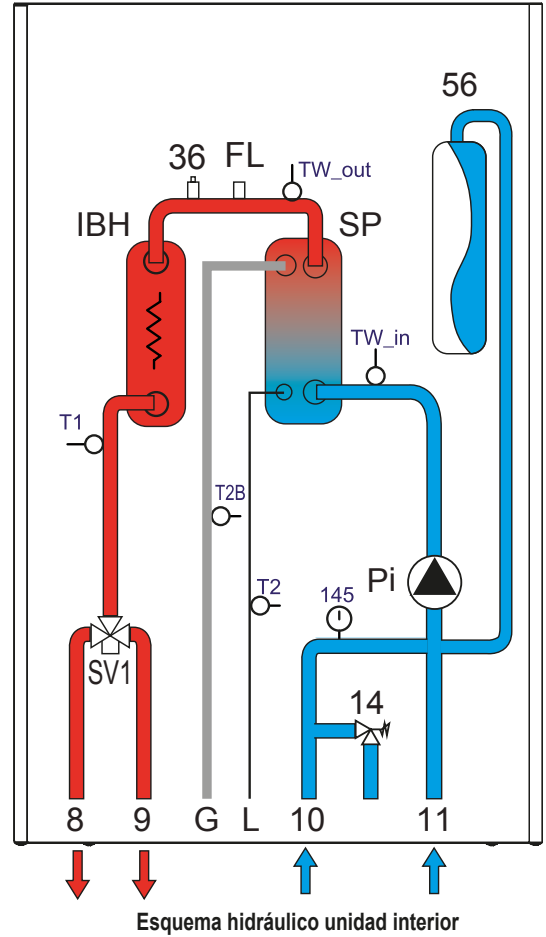 56
36 FL TW_out
IBH SP
TW_in
T1
T2B
Pi
T2 145
SV1
14
8 9 G L 10 11
Esquema hidráulico unidad interior